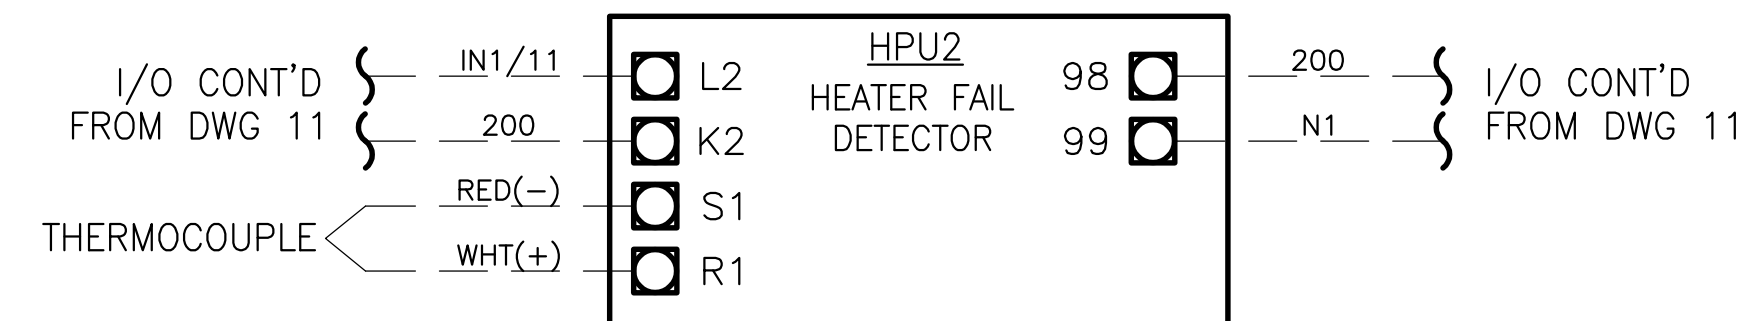 HPU2
HEATER FAIL
DETECTOR
I/O CONT'D
FROM DWG 11
IN1/11
L2
200
K2
THERMOCOUPLE
RED(-)
S1
WHT(+)
R1
98
200
99
N1
I/O CONT'D
FROM DWG 11